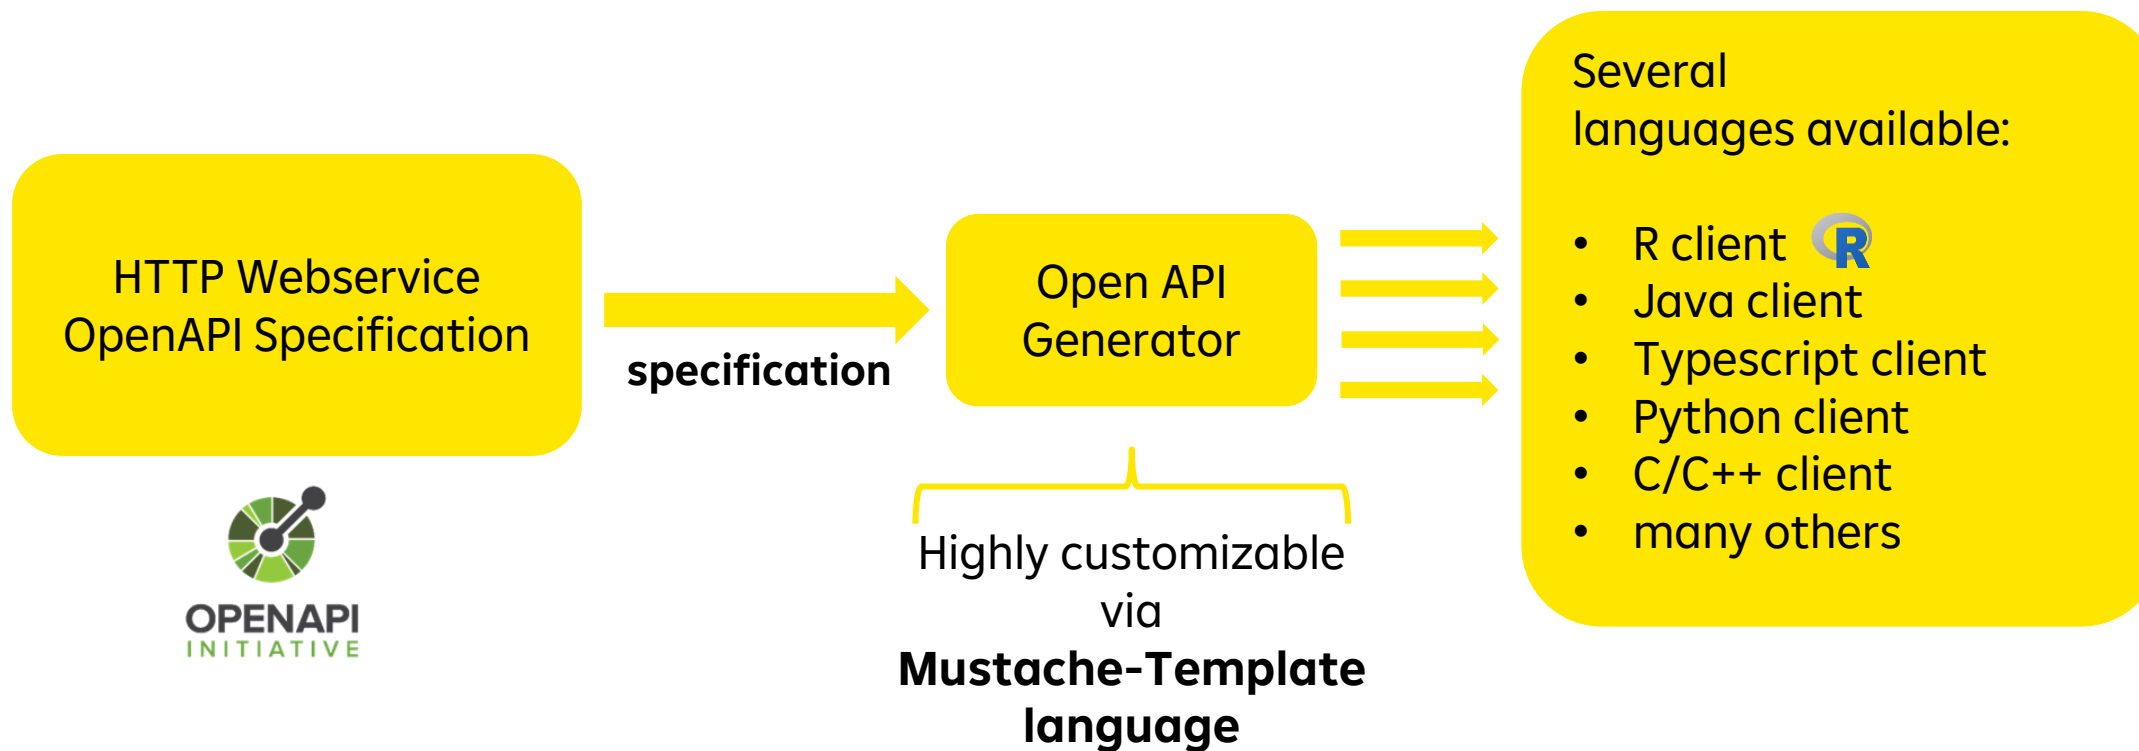 HTTP Webservice
OpenAPI Specification
OPENAPI
INITIATIVE
specification
Open API
Generator
Highly customizable
via
Mustache-Template
language
Several
languages available:
• R client R
• Java client
• Typescript client
• Python client
• C/C++ client
• many others